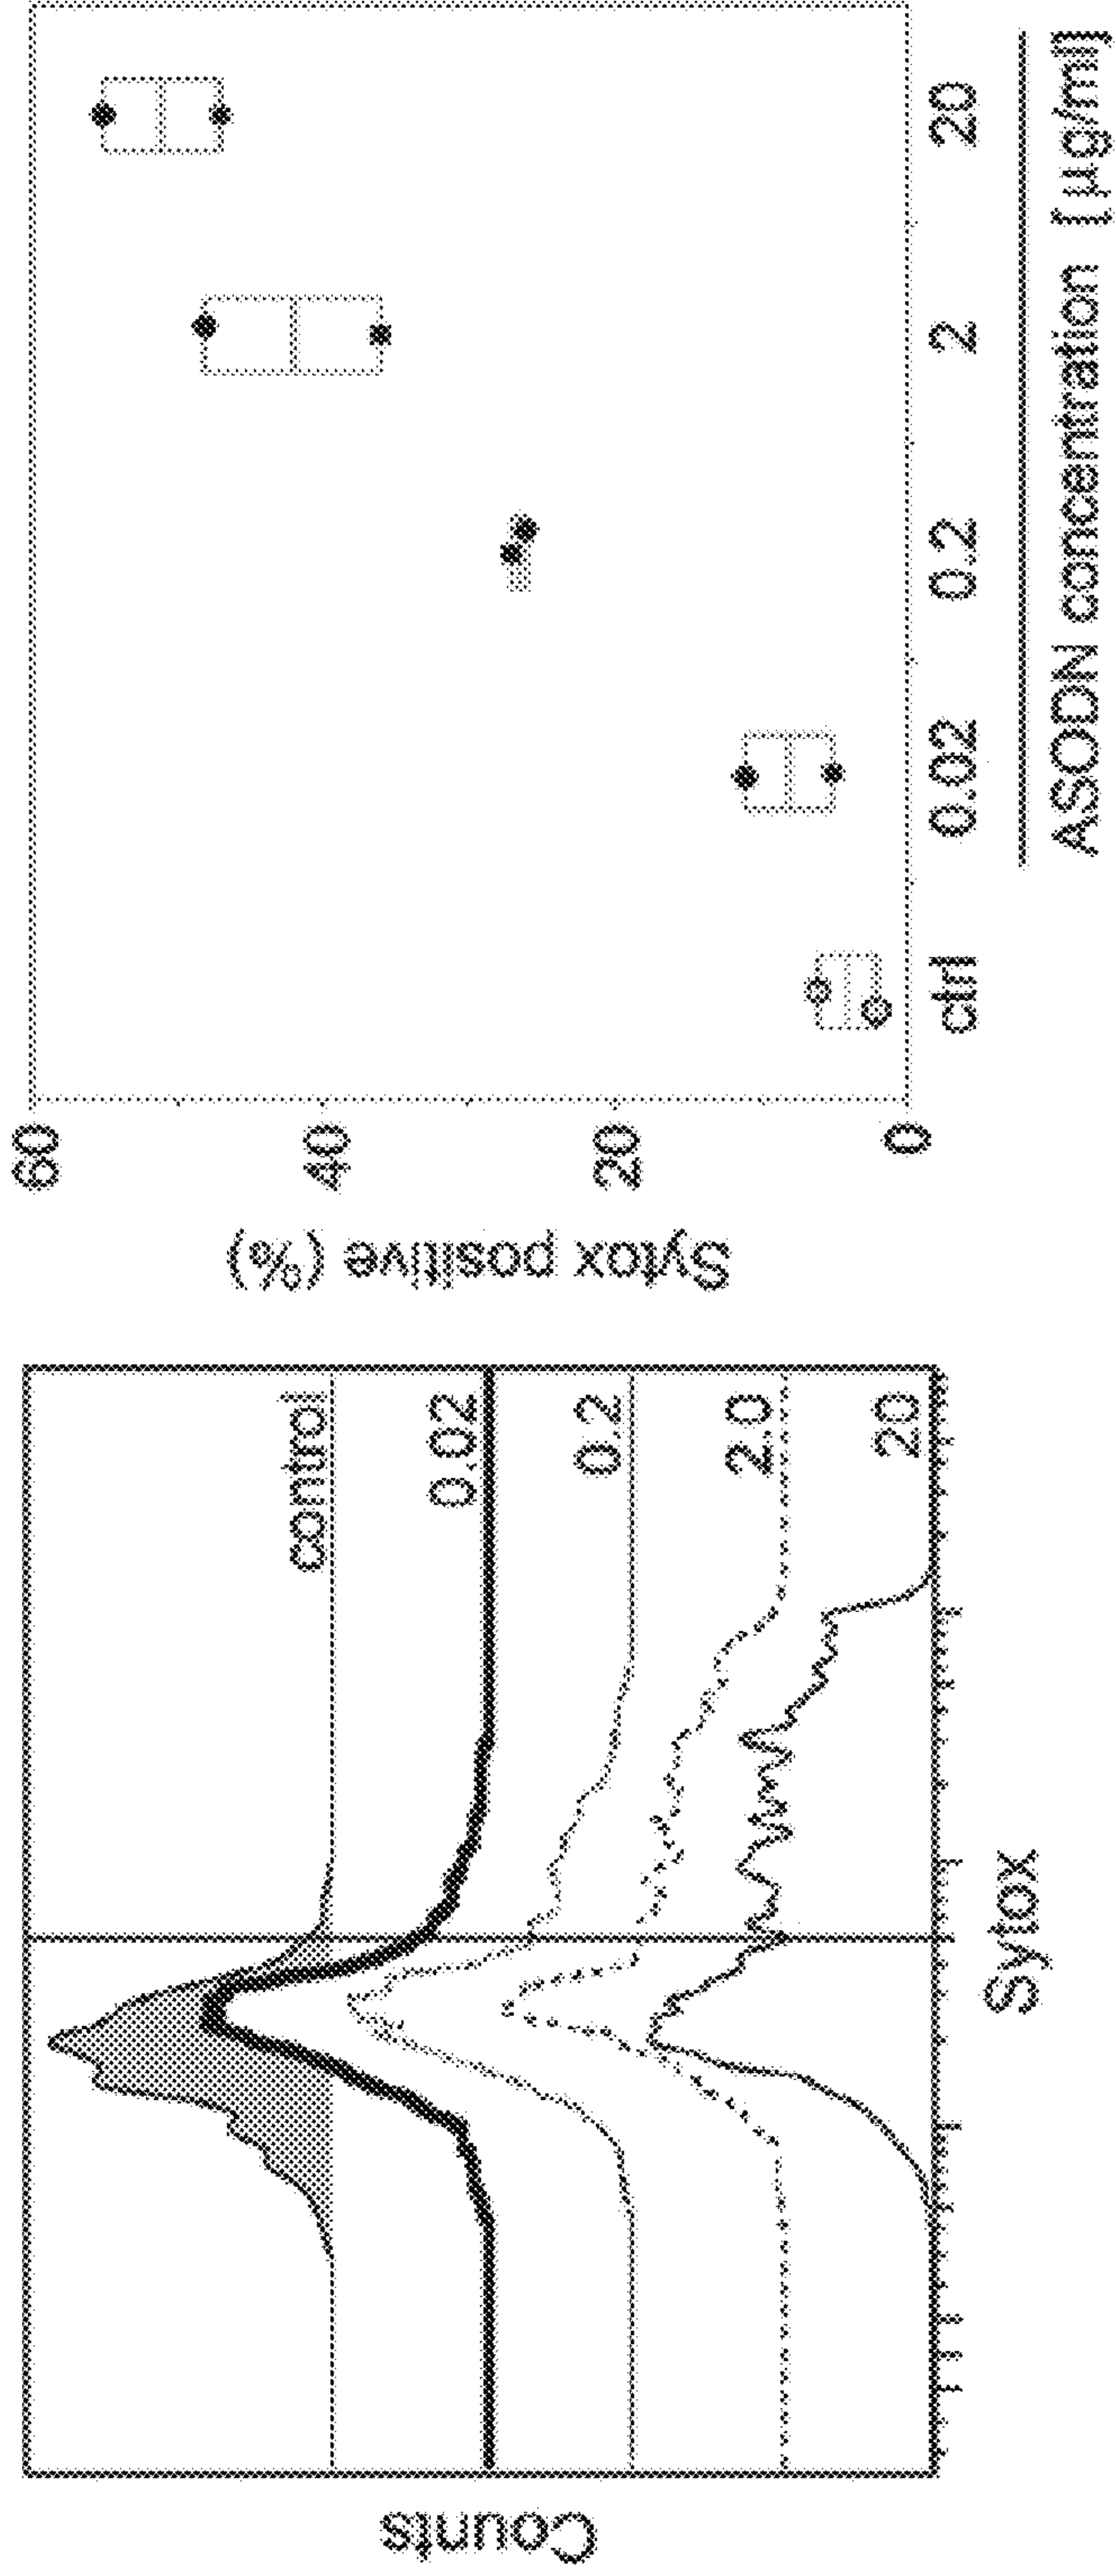 Counts
control
0.02
0.2
2.0
20
Sytox
Sytox positive (%)
60
40
20
0
ctrl
0.02
0.2
2
20
ASODN concentration [µg/ml]